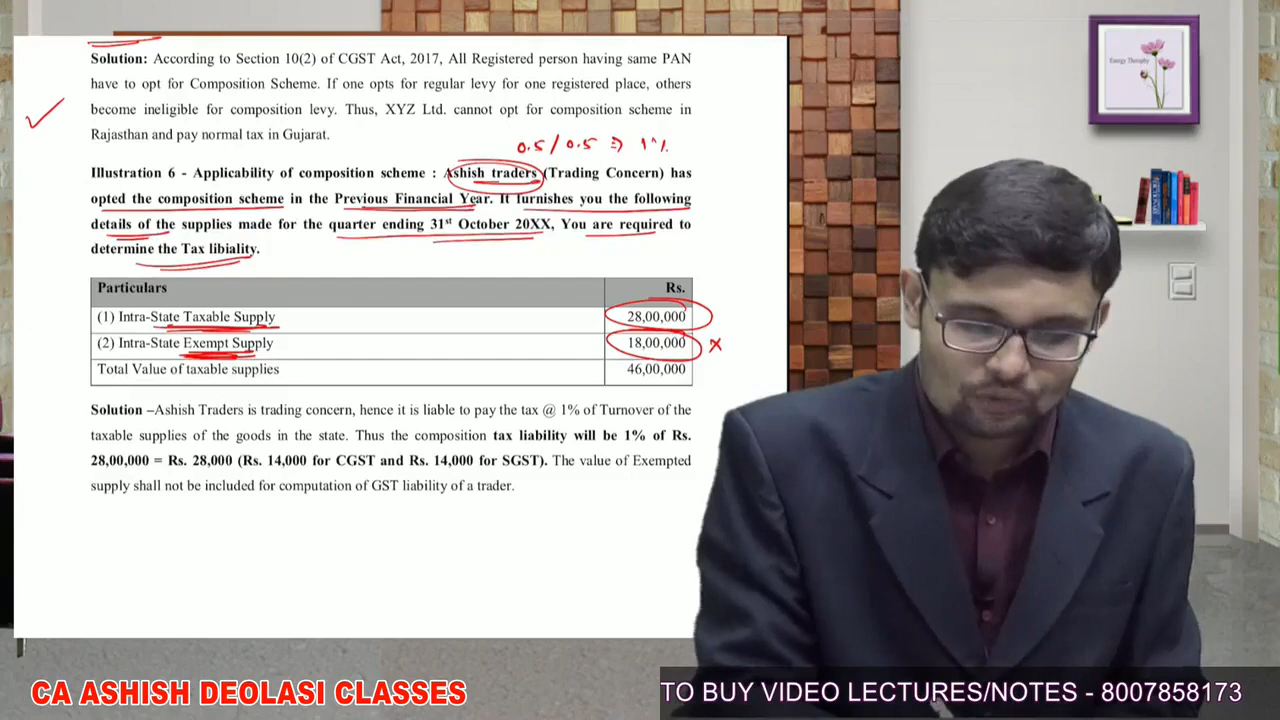 Solution: According to Section 10(2) of CGST Act, 2017, All Registered person having same PAN
have to opt for Composition Scheme. If one opts for regular levy for one registered place, others
become ineligible for composition levy. Thus, XYZ Ltd. cannot opt for composition scheme in
Rajasthan and pay normal tax in Gujarat.
0.5 / 0.5 ⇒ 1%
Illustration 6 - Applicability of composition scheme : Ashish traders (Trading Concern) has
opted the composition scheme in the Previous Financial Year. It furnishes you the following
details of the supplies made for the quarter ending 31st October 20XX, You are required to
determine the Tax libiality.
Particulars Rs.
(1) Intra-State Taxable Supply 28,00,000
(2) Intra-State Exempt Supply 18,00,000 x
Total Value of taxable supplies 46,00,000
Solution –Ashish Traders is trading concern, hence it is liable to pay the tax @ 1% of Turnover of the
taxable supplies of the goods in the state. Thus the composition tax liability will be 1% of Rs.
28,00,000 = Rs. 28,000 (Rs. 14,000 for CGST and Rs. 14,000 for SGST). The value of Exempted
supply shall not be included for computation of GST liability of a trader.
Energy Theraphy
CA ASHISH DEOLASI CLASSES
TO BUY VIDEO LECTURES/NOTES - 8007858173